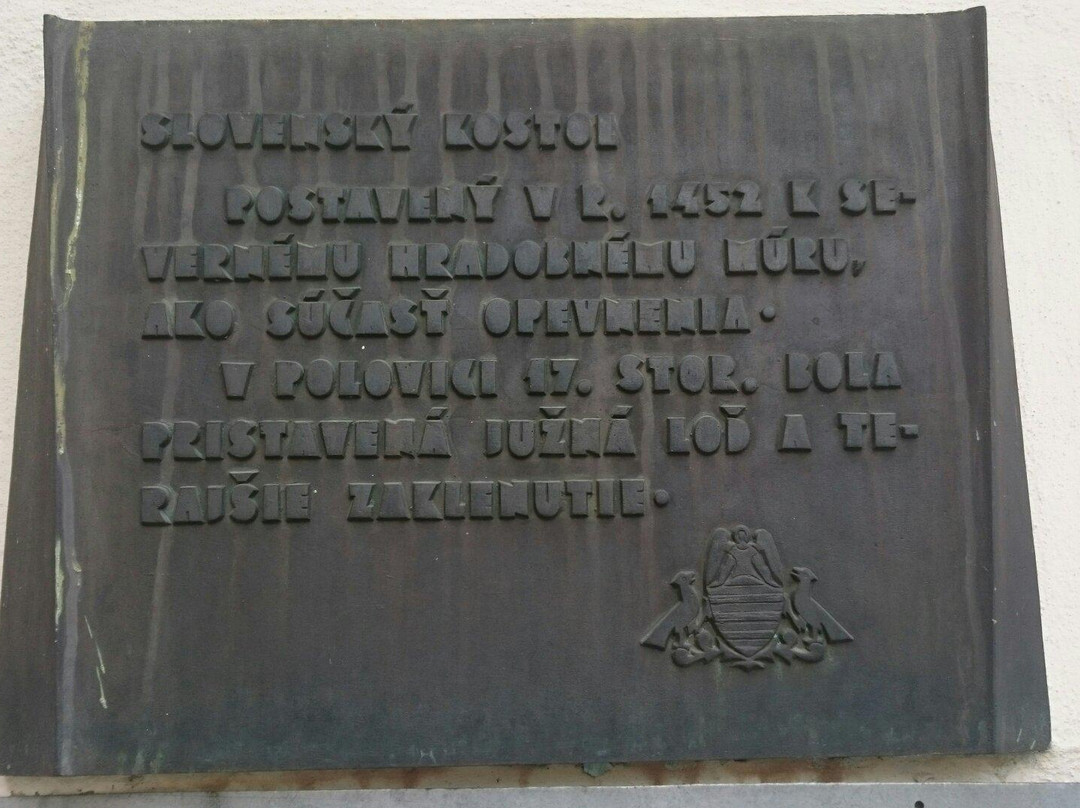 SLOVENSKÝ KOSTOL
POSTAVENÝ V R. 1452 K SE-
VERNÉMU HRADOBNÉMU MÚRU,
AKO SÚČASŤ OPEVNENIA.
V POLOVICI 17. STOR. BOLA
PRISTAVENÁ JUŽNÁ LOĎ A TE-
RAJŠIE ZAKLENUTIE.